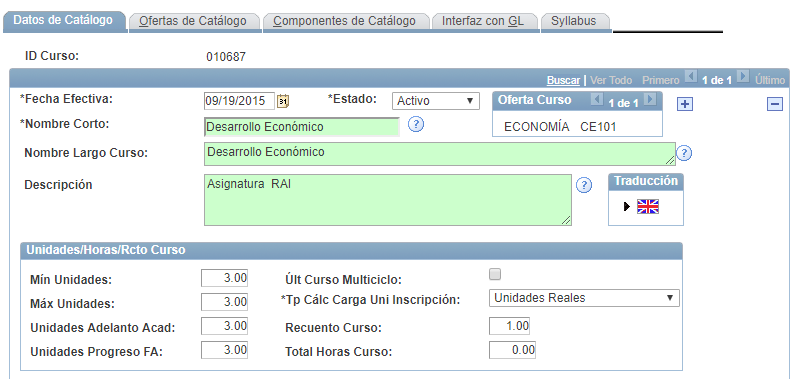 Datos de Catálogo Ofertas de Catálogo Componentes de Catálogo Interfaz con GL Syllabus
ID Curso: 010687
Buscar | Ver Todo Primero 1 de 1 Último
*Fecha Efectiva: 09/19/2015 31 *Estado: Activo Oferta Curso 1 de 1
*Nombre Corto: Desarrollo Económico ? ECONOMÍA CE101
Nombre Largo Curso: Desarrollo Económico ?
Descripción Asignatura RAI ? Traducción
Unidades/Horas/Rcto Curso
Mín Unidades: 3.00 Últ Curso Multiciclo:
Máx Unidades: 3.00 *Tp Cálc Carga Uni Inscripción: Unidades Reales
Unidades Adelanto Acad: 3.00 Recuento Curso: 1.00
Unidades Progreso FA: 3.00 Total Horas Curso: 0.00